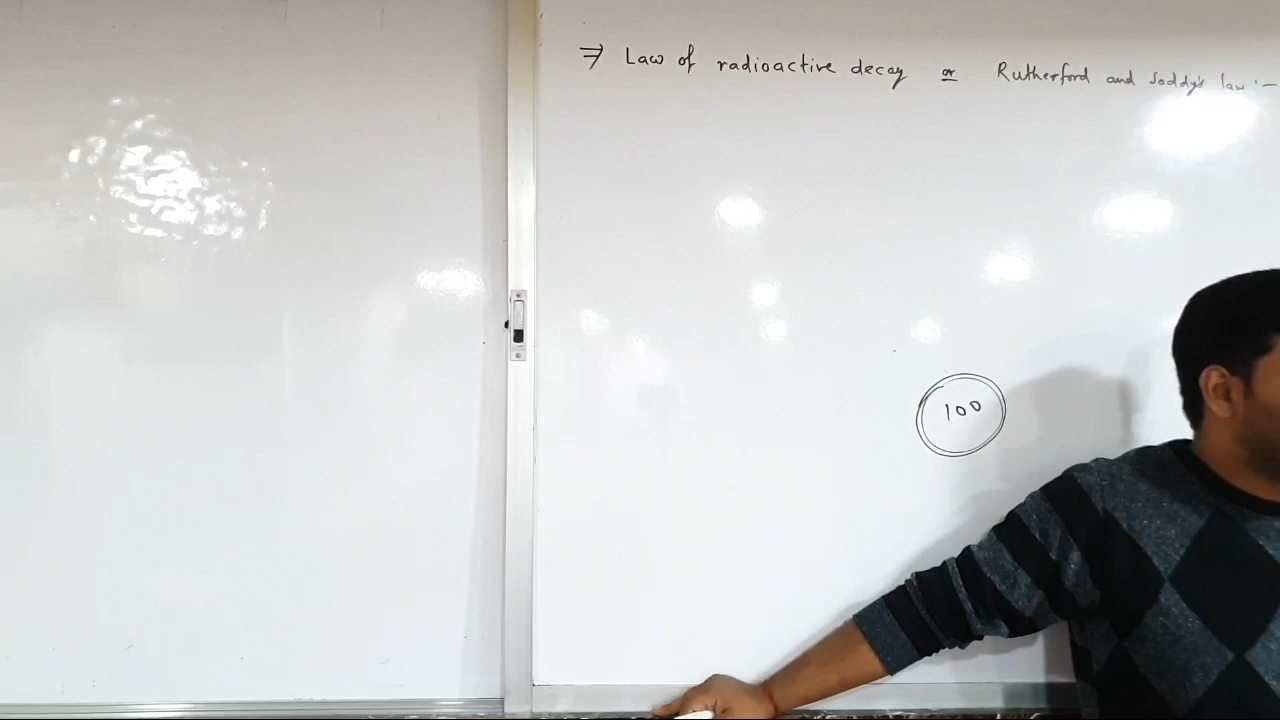 ⇒ Law of radioactive decay or Rutherford and Soddy's law :-
100